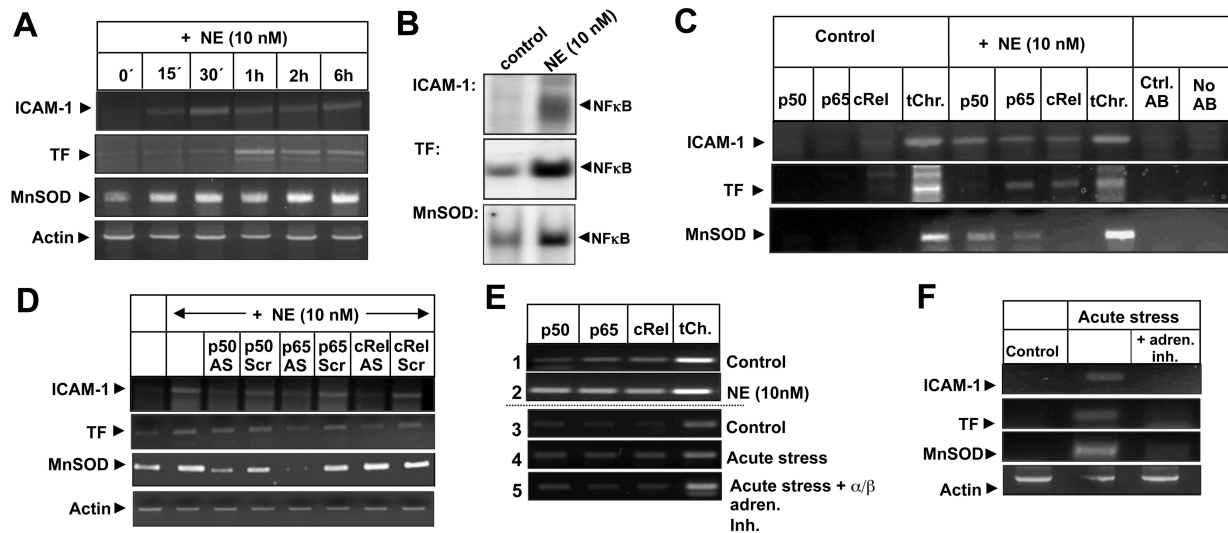 A
+ NE (10 nM)
0´ 15´ 30´ 1h 2h 6h
ICAM-1
TF
MnSOD
Actin
B
control NE (10 nM)
ICAM-1:
NFκB
TF:
NFκB
MnSOD:
NFκB
C
Control + NE (10 nM)
p50 p65 cRel tChr. p50 p65 cRel tChr. Ctrl. AB No AB
ICAM-1
TF
MnSOD
D
+ NE (10 nM)
p50 p50 p65 p65 cRel cRel
AS Scr AS Scr AS Scr
ICAM-1
TF
MnSOD
Actin
E
p50 p65 cRel tCh.
1 Control
2 NE (10nM)
3 Control
4 Acute stress
5 Acute stress + α/β
adren.
Inh.
F
Acute stress
Control + adren.
inh.
ICAM-1
TF
MnSOD
Actin